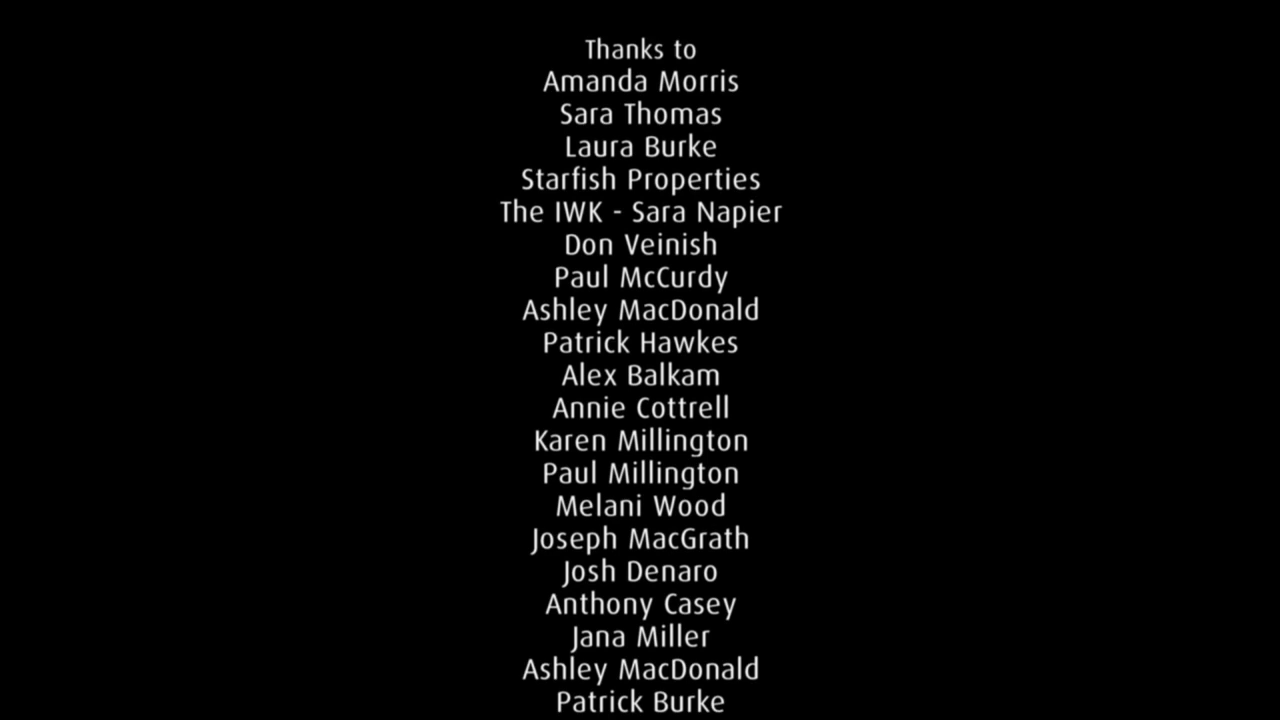 Thanks to
Amanda Morris
Sara Thomas
Laura Burke
Starfish Properties
The IWK - Sara Napier
Don Veinish
Paul McCurdy
Ashley MacDonald
Patrick Hawkes
Alex Balkam
Annie Cottrell
Karen Millington
Paul Millington
Melani Wood
Joseph MacGrath
Josh Denaro
Anthony Casey
Jana Miller
Ashley MacDonald
Patrick Burke